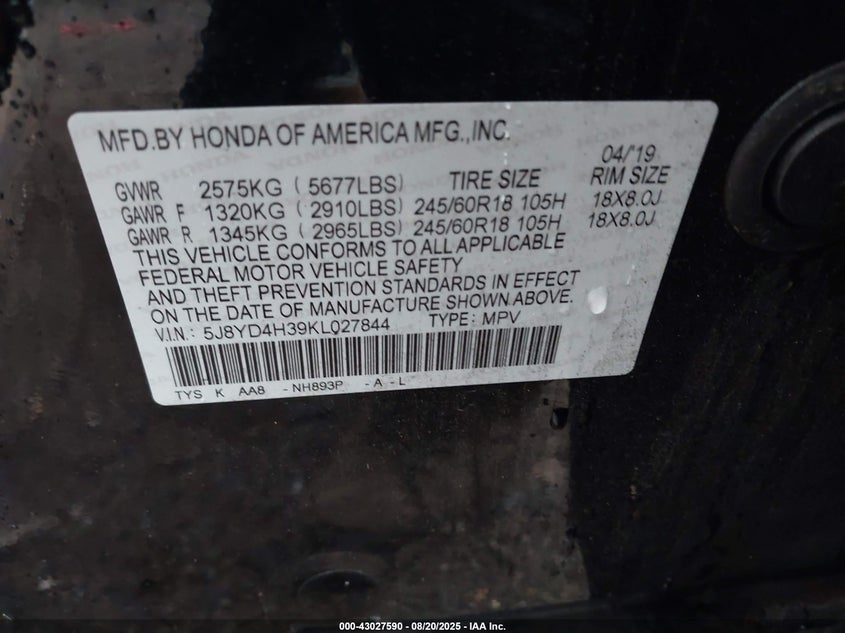 MFD.BY HONDA OF AMERICA MFG.,INC.
04/'19
GVWR 2575KG ( 5677LBS) TIRE SIZE RIM SIZE
GAWR F 1320KG ( 2910LBS) 245/60R18 105H 18X8.0J
GAWR R 1345KG ( 2965LBS) 245/60R18 105H 18X8.0J
THIS VEHICLE CONFORMS TO ALL APPLICABLE
FEDERAL MOTOR VEHICLE SAFETY
AND THEFT PREVENTION STANDARDS IN EFFECT
ON THE DATE OF MANUFACTURE SHOWN ABOVE.
V.I.N.: 5J8YD4H39KL027844 TYPE: MPV
TYS K AA8 -NH893P -A -L
000-43027590 - 08/20/2025 - IAA Inc.